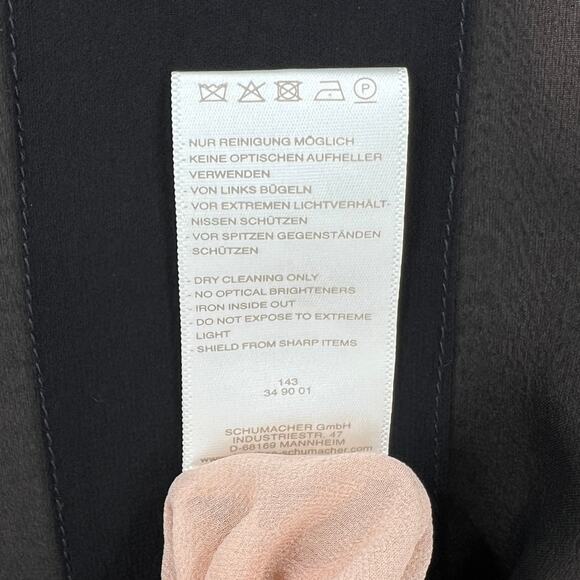 P
- NUR REINIGUNG MÖGLICH
- KEINE OPTISCHEN AUFHELLER
VERWENDEN
- VON LINKS BÜGELN
- VOR EXTREMEN LICHTVERHÄLT-
NISSEN SCHÜTZEN
- VOR SPITZEN GEGENSTÄNDEN
SCHÜTZEN
- DRY CLEANING ONLY
- NO OPTICAL BRIGHTENERS
IRON INSIDE OUT
- DO NOT EXPOSE TO EXTREME
LIGHT
- SHIELD FROM SHARP ITEMS
143
34 90 01
SCHUMACHER GmbH
INDUSTRIESTR. 47
D-68169 MANNHEIM
-schumacher.com